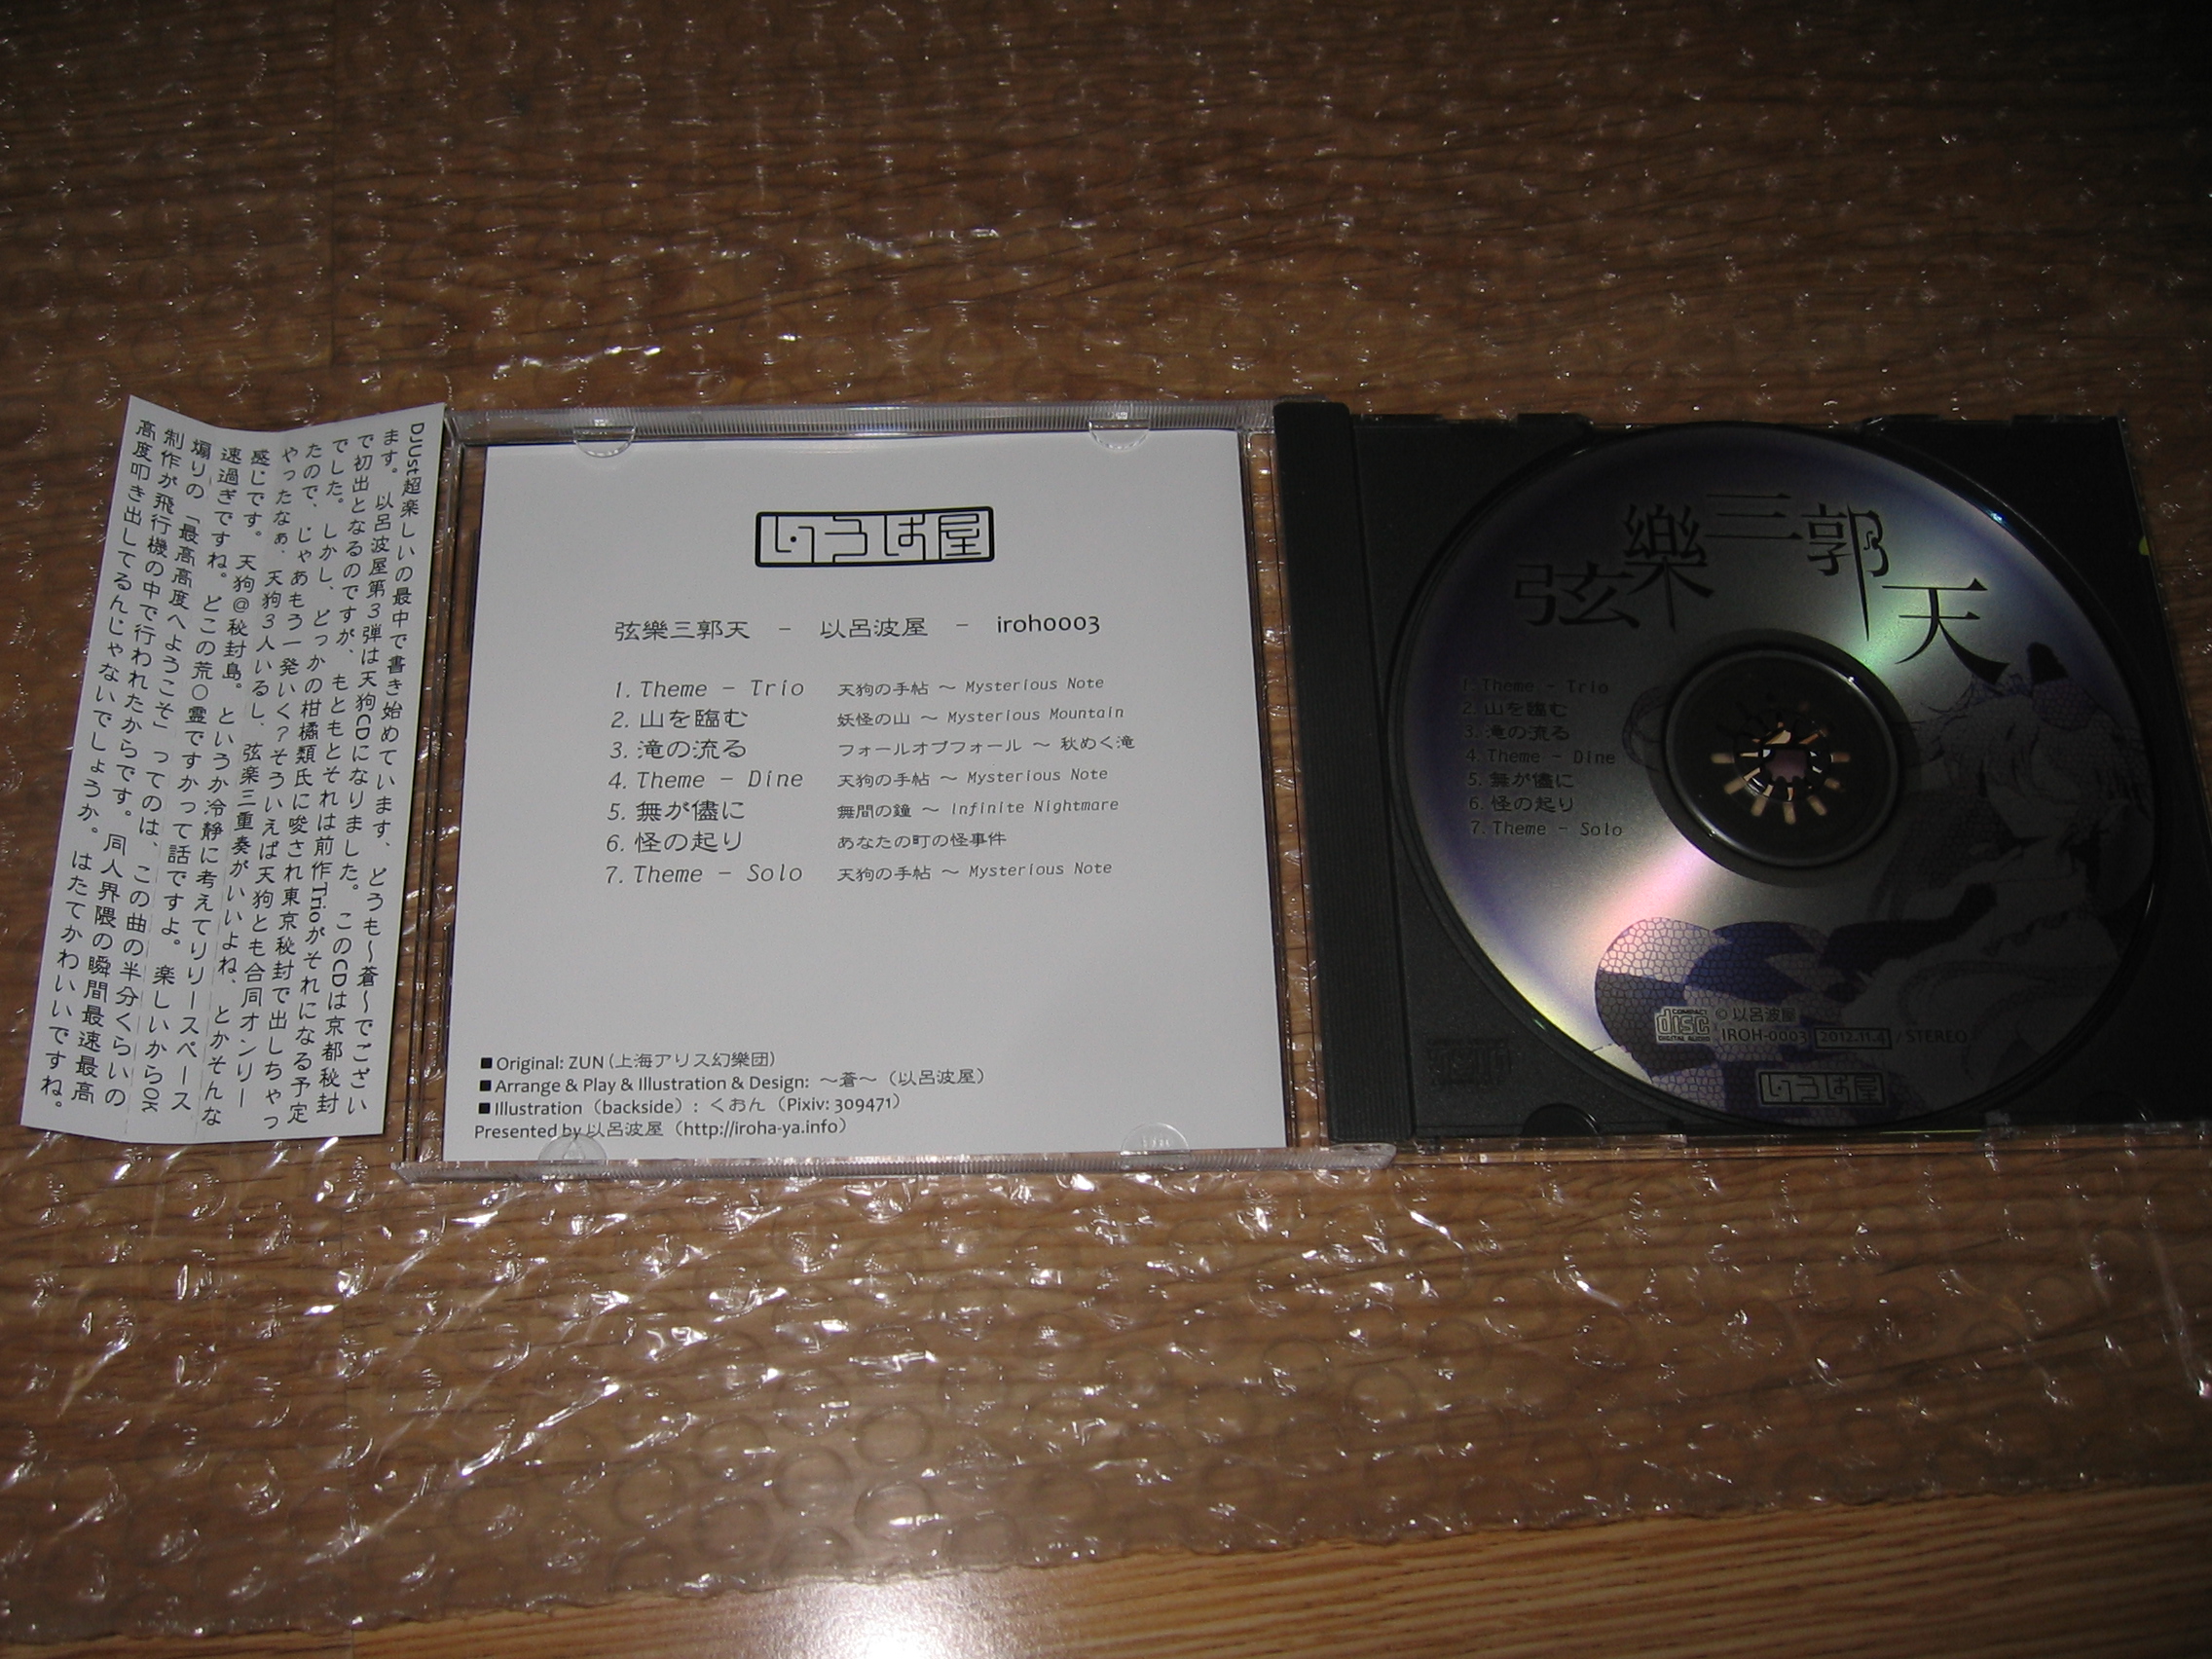 DJUst超楽しいの最中で書き始めています、どうも～蒼～でござい
ます。 以呂波屋第3弾は天狗CDになりました。 このCDは京都秘封
で初出となるのですが、もともとそれは前作Trioがそれになる予定
でした。 しかし、どっかの柑橘類氏に唆され東京秘封で出しちゃっ
たので、じゃあもう一発いく？そういえば天狗とも合同オンリー
やったなぁ、天狗3人いるし、弦楽三重奏がいいよね、とかそんな
感じです。 天狗＠秘封島。 というか冷静に考えてリリースペース
速過ぎですね。どこの荒○霊ですかって話ですよ。 楽しいからOK
煽りの「最高高度へようこそ」ってのは、この曲の半分くらいの
制作が飛行機の中で行われたからです。 同人界隈の瞬間最速最高
高度叩き出してるんじゃないでしょうか。はたてかわいいですね。
いろは屋
弦樂三郭天 － 以呂波屋 － iroh0003
1. Theme - Trio 天狗の手帖 ～ Mysterious Note
2. 山を臨む 妖怪の山 ～ Mysterious Mountain
3. 滝の流る フォールオブフォール ～ 秋めく滝
4. Theme - Dine 天狗の手帖 ～ Mysterious Note
5. 無が儘に 無間の鐘 ～ Infinite Nightmare
6. 怪の起り あなたの町の怪事件
7. Theme - Solo 天狗の手帖 ～ Mysterious Note
■ Original: ZUN (上海アリス幻樂団)
■ Arrange & Play & Illustration & Design: ～蒼～ (以呂波屋)
■ Illustration (backside) : くおん (Pixiv: 309471)
Presented by 以呂波屋 (http://iroha-ya.info)
弦樂三郭天
1. Theme - Trio
2. 山を臨む
3. 滝の流る
4. Theme - Dine
5. 無が儘に
6. 怪の起り
7. Theme - Solo
COMPACT disc DIGITAL AUDIO
© 以呂波屋
IROH-0003 2012.11.4 / STEREO
いろは屋